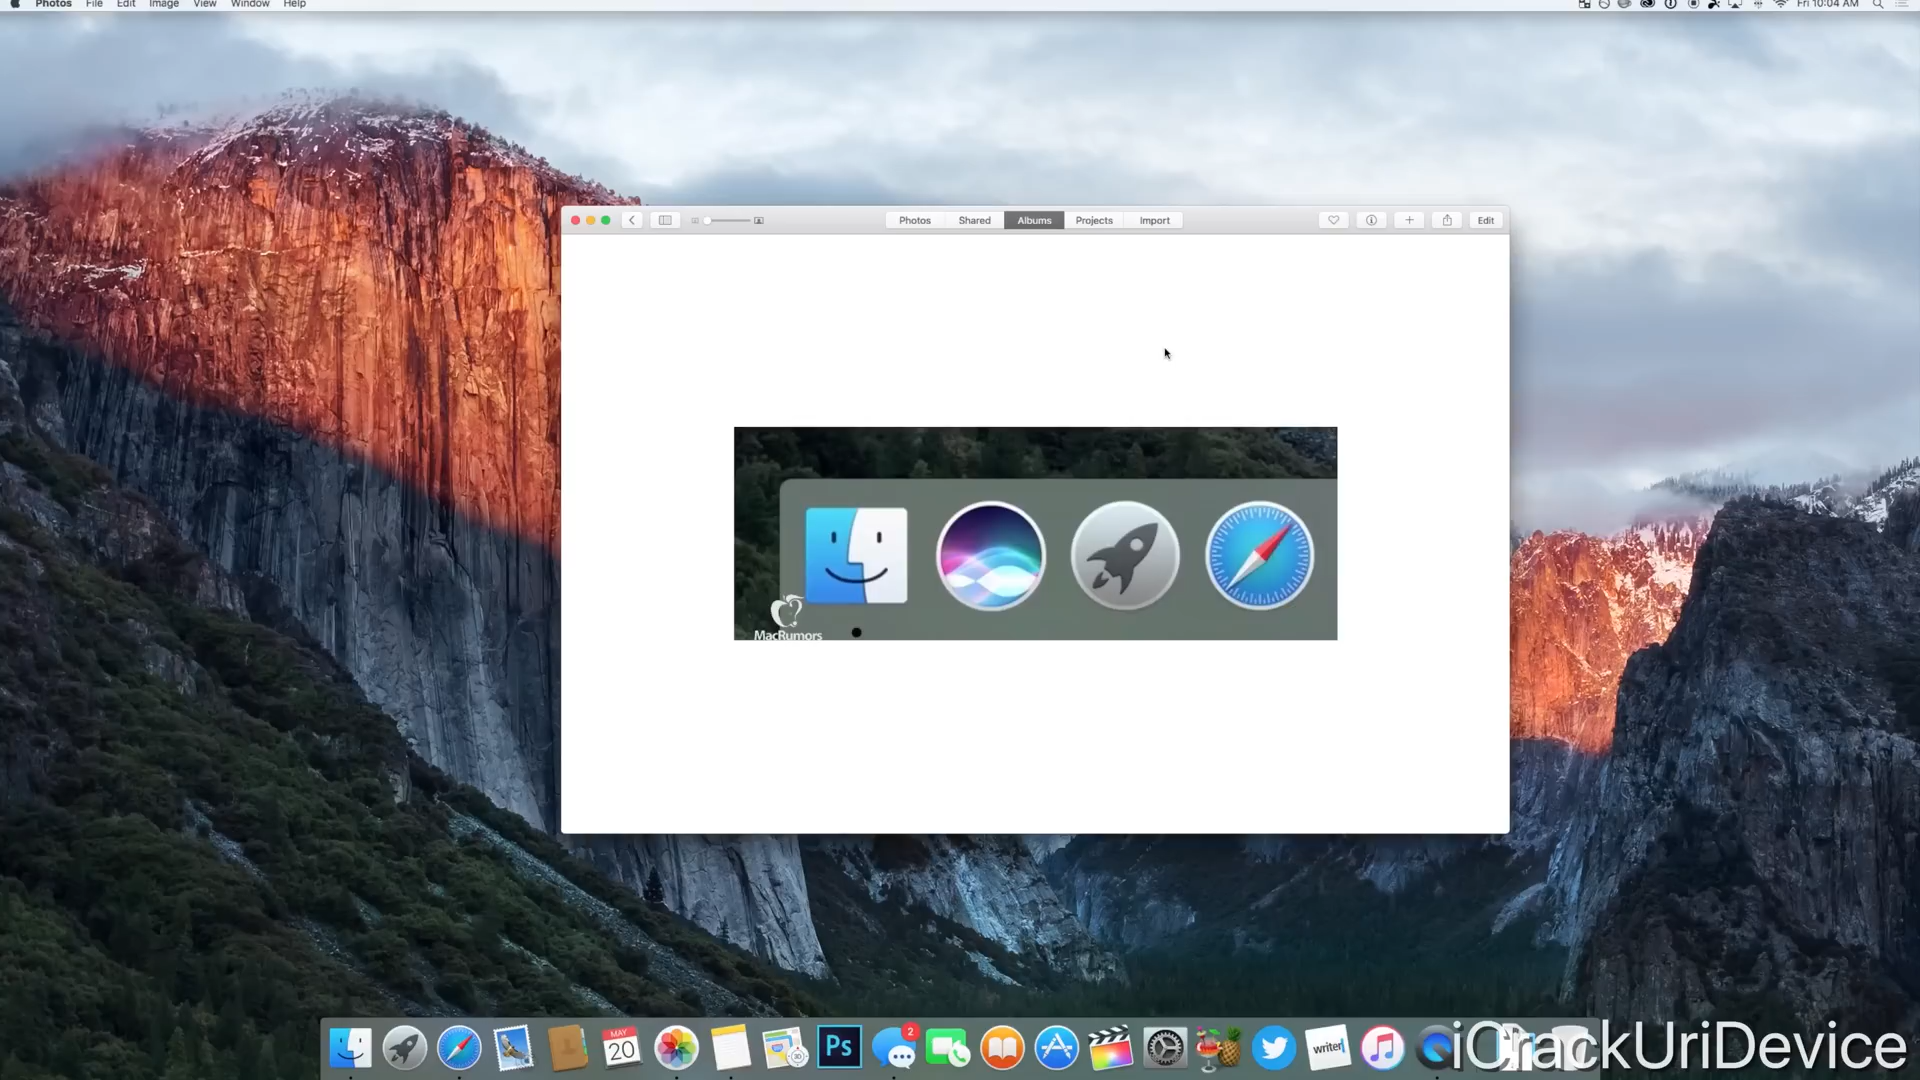 Photos File Edit Image View Window Help
Fri 10:04 AM
Photos Shared Albums Projects Import
Edit
MacRumors
MAY
20
30
Ps
2
writer
iCrackUriDevice